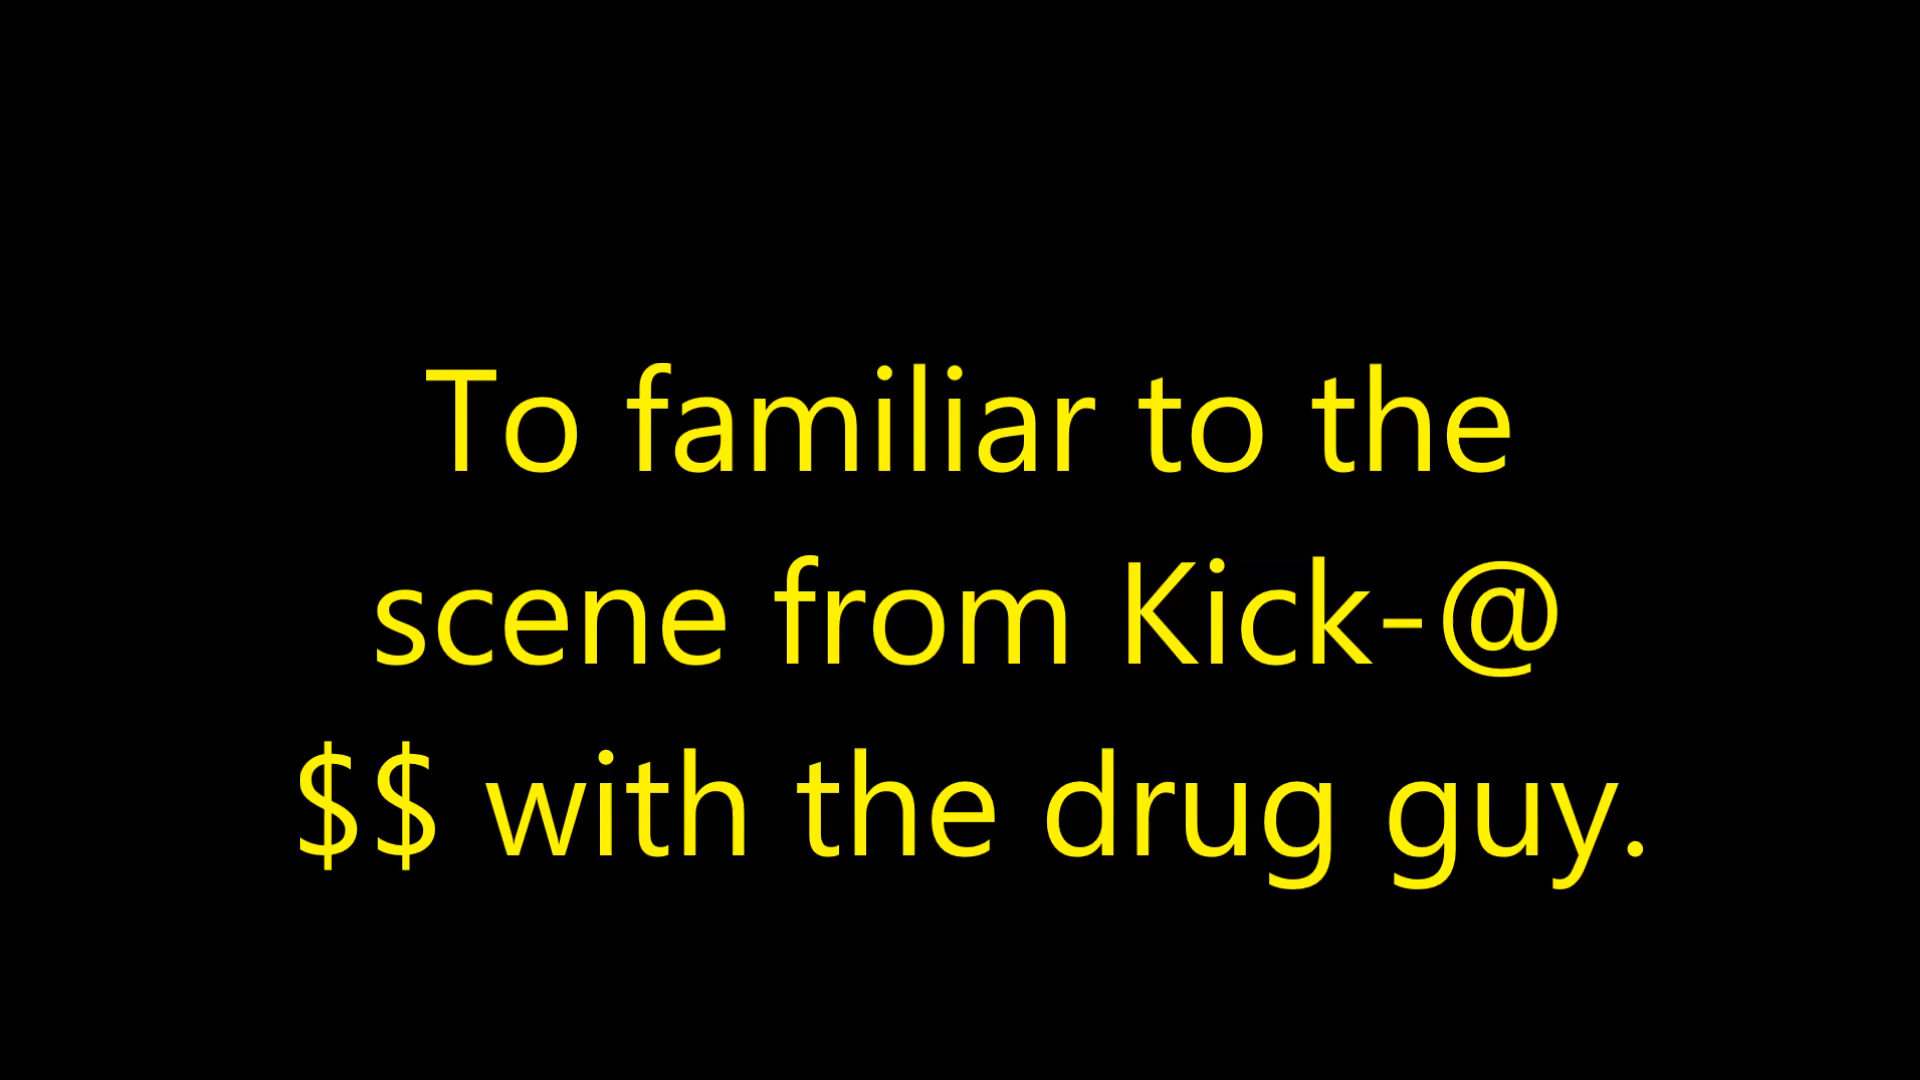 To familiar to the
scene from Kick-@
$$ with the drug guy.